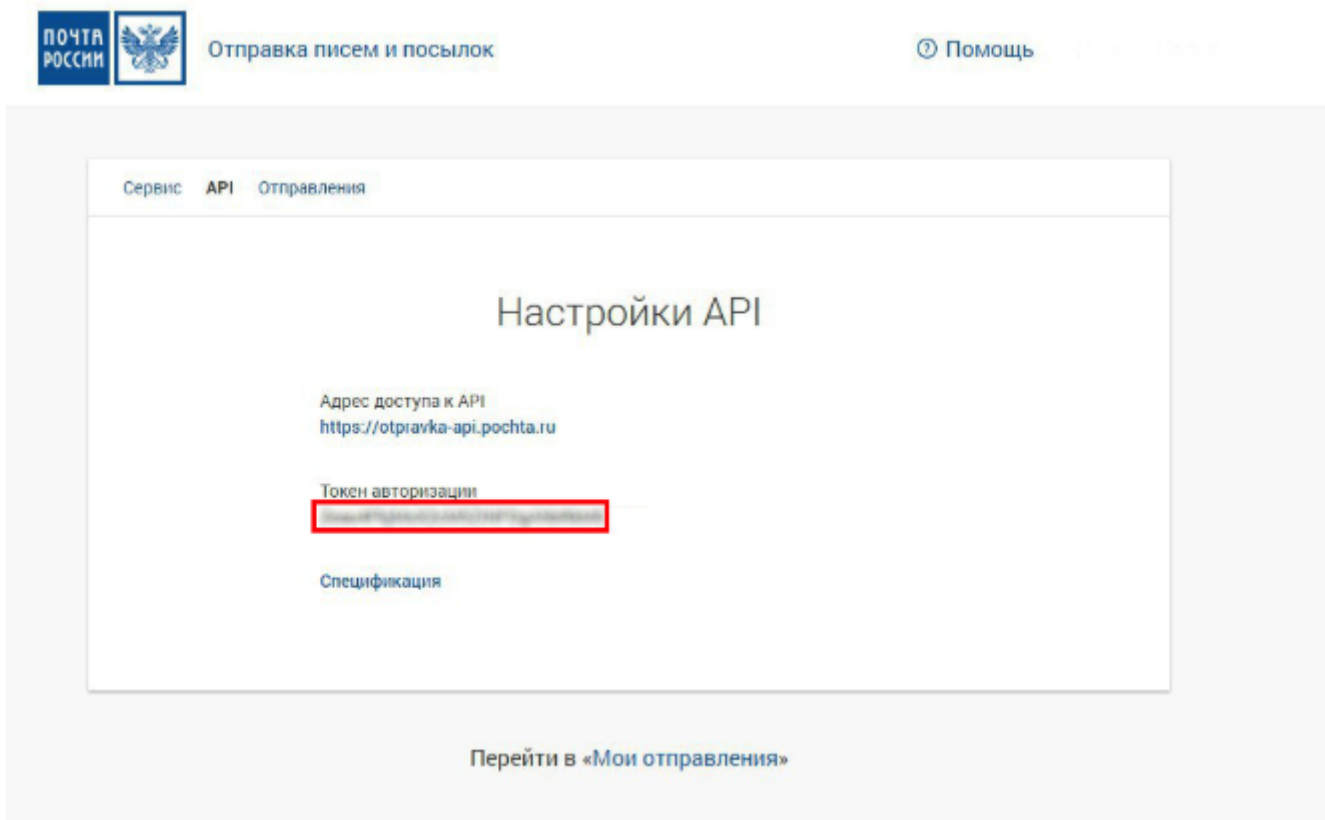 ПОЧТА
РОССИИ
Отправка писем и посылок
Помощь
Сервис API Отправления
Настройки API
Адрес доступа к API
https://otpravka-api.pochta.ru
Токен авторизации
Спецификация
Перейти в «Мои отправления»